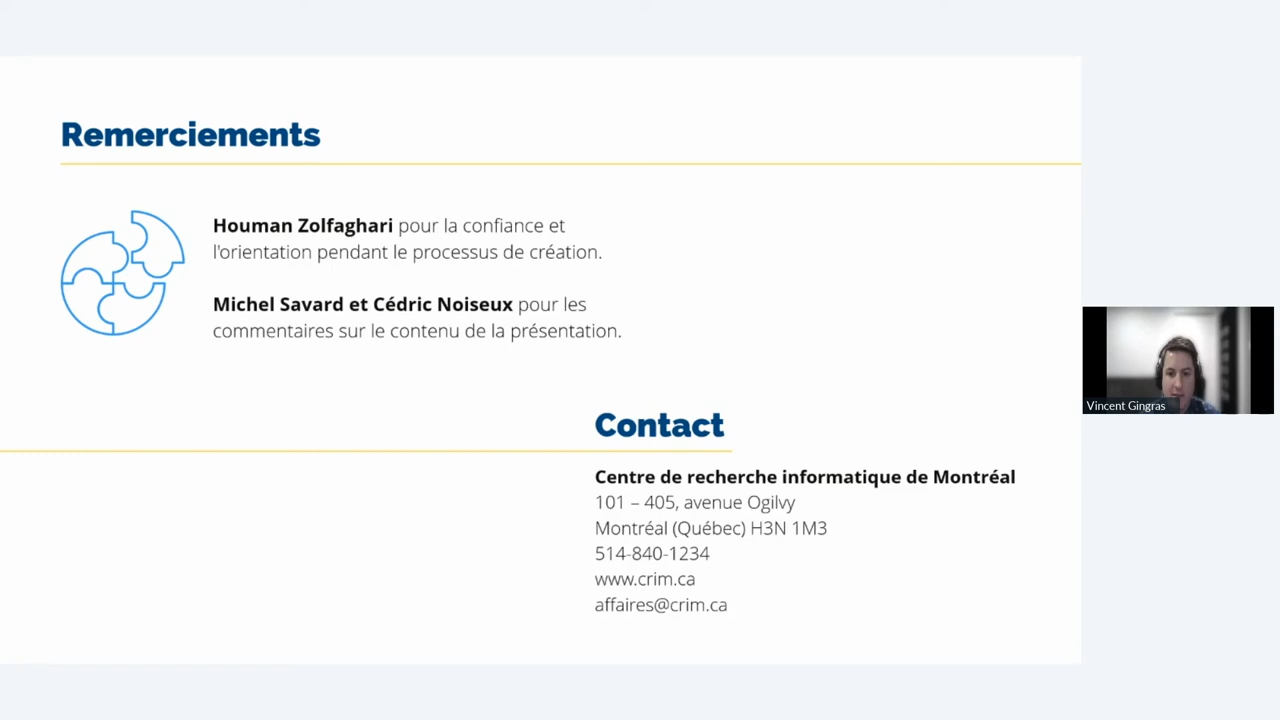 Remerciements
Houman Zolfaghari pour la confiance et
l'orientation pendant le processus de création.
Michel Savard et Cédric Noiseux pour les
commentaires sur le contenu de la présentation.
Vincent Gingras
Contact
Centre de recherche informatique de Montréal
101 – 405, avenue Ogilvy
Montréal (Québec) H3N 1M3
514-840-1234
www.crim.ca
affaires@crim.ca